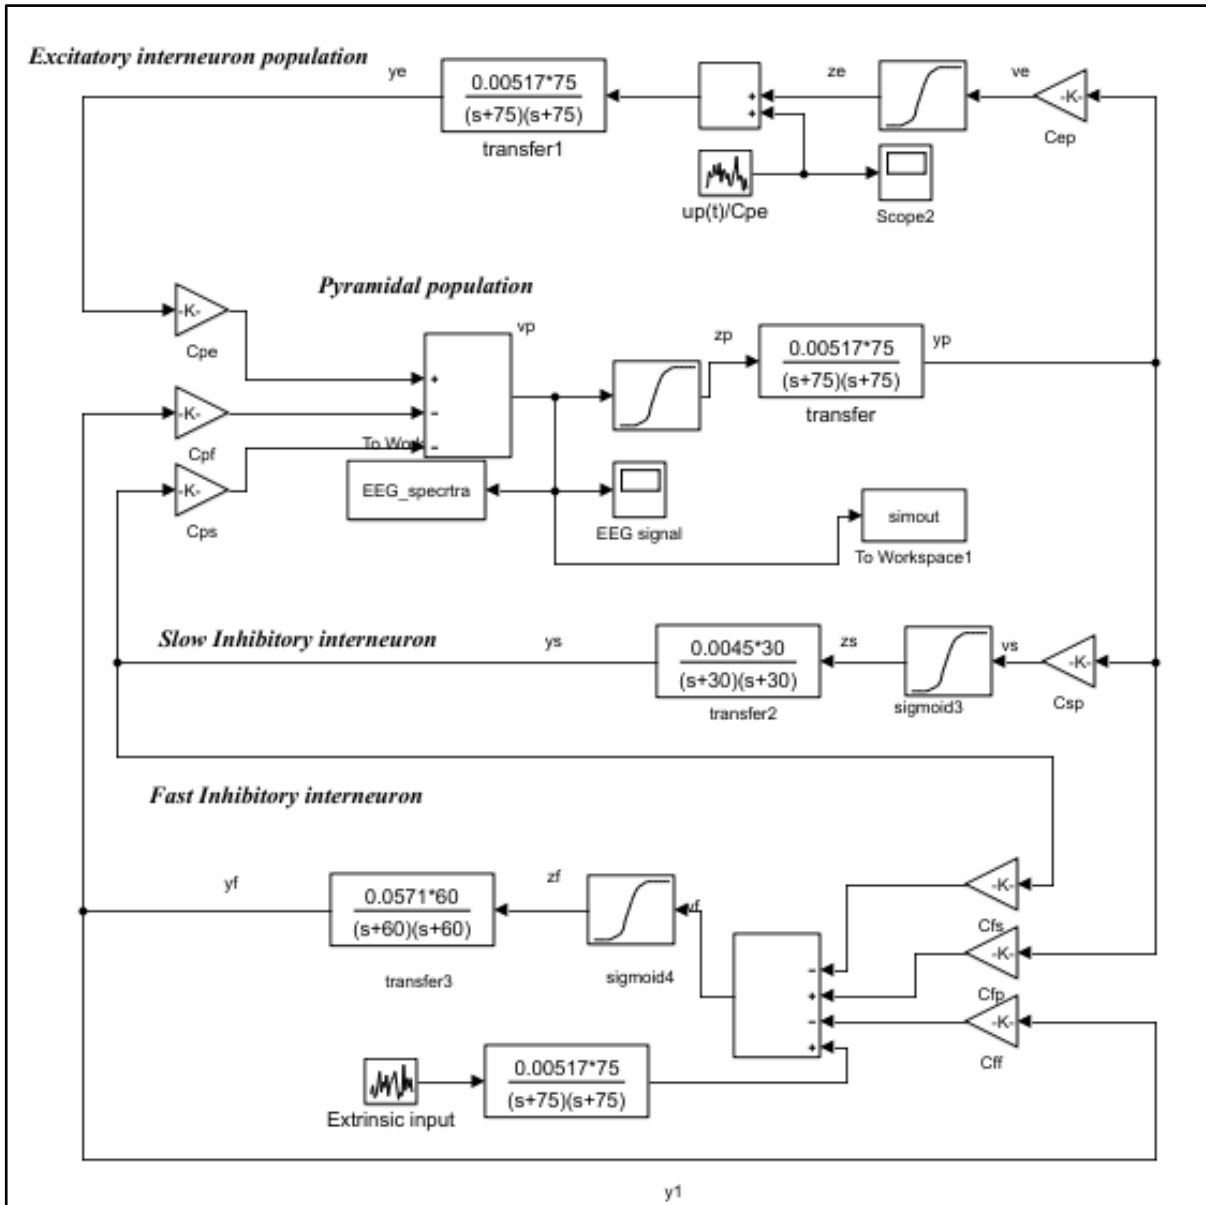 Excitatory interneuron population
ye
0.00517*75
(s+75)(s+75)
transfer1
+
+
ze
ve
-K-
Cep
up(t)/Cpe
Scope2
Pyramidal population
-K-
Cpe
-K-
Cpf
-K-
Cps
+
-
-
To Work
vp
zp
0.00517*75
(s+75)(s+75)
transfer
yp
EEG_specrtra
EEG signal
simout
To Workspace1
Slow Inhibitory interneuron
ys
0.0045*30
(s+30)(s+30)
transfer2
zs
sigmoid3
vs
-K-
Csp
Fast Inhibitory interneuron
yf
0.0571*60
(s+60)(s+60)
transfer3
zf
sigmoid4
vf
-
+
-
+
-K-
Cfs
-K-
Cfp
-K-
Cff
Extrinsic input
0.00517*75
(s+75)(s+75)
y1